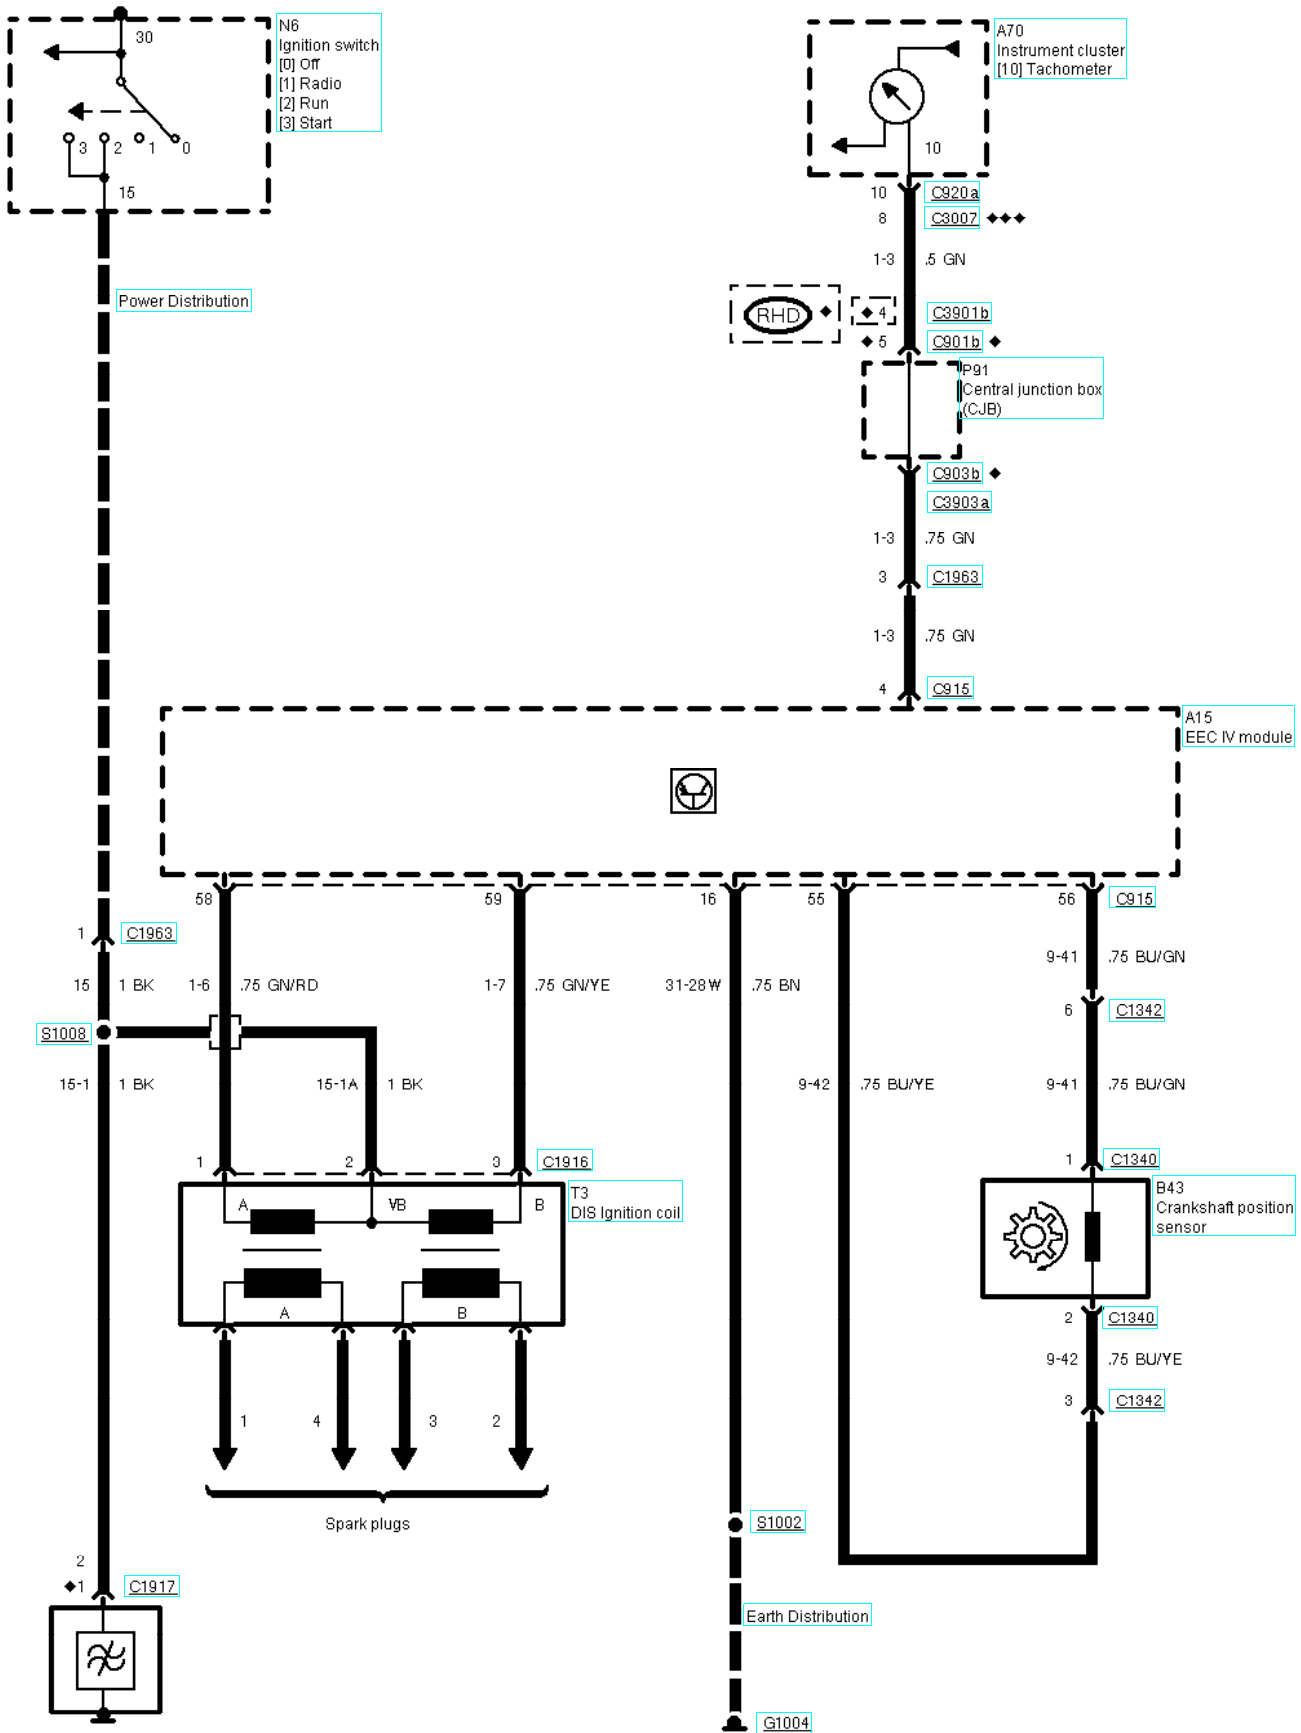 30
N6
Ignition switch
[0] Off
[1] Radio
[2] Run
[3] Start
3 2 1 0
15
A70
Instrument cluster
[10] Tachometer
10
10 C920a
8 C3007 ◆◆◆
1-3 .5 GN
Power Distribution
RHD ◆
◆ 4 C3901b
◆ 5 C901b ◆
P91
Central junction box
(CJB)
C903b ◆
C3903a
1-3 .75 GN
3 C1963
1-3 .75 GN
4 C915
A15
EEC IV module
58 59 16 55 56 C915
1 C1963
9-41 .75 BU/GN
15 1 BK 1-6 .75 GN/RD 1-7 .75 GN/YE 31-28W .75 BN
6 C1342
S1008
15-1 1 BK 15-1A 1 BK 9-42 .75 BU/YE 9-41 .75 BU/GN
1 2 3 C1916
1 C1340
T3
DIS Ignition coil
B43
Crankshaft position
sensor
A VB B
A B
2 C1340
9-42 .75 BU/YE
3 C1342
1 4 3 2
Spark plugs
S1002
2
◆1 C1917
Earth Distribution
G1004